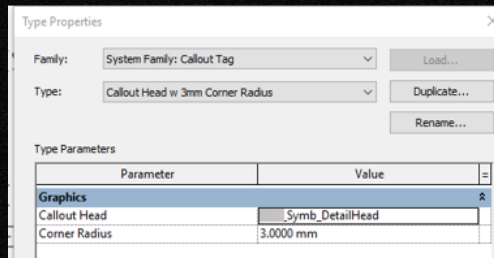 Type Properties
Family: System Family: Callout Tag Load...
Type: Callout Head w 3mm Corner Radius Duplicate...
Rename...
Type Parameters
Parameter Value =
Graphics
Callout Head _Symb_DetailHead
Corner Radius 3.0000 mm